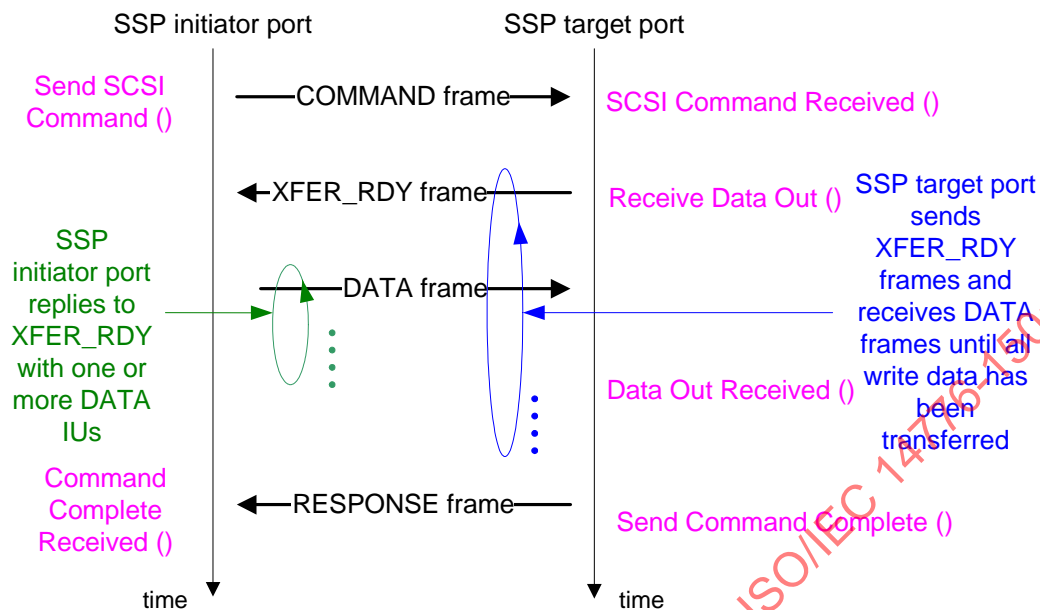 SSP initiator port
SSP target port
Send SCSI
Command ()
COMMAND frame
SCSI Command Received ()
XFER_RDY frame
Receive Data Out ()
SSP target port
sends
XFER_RDY
frames and
receives DATA
frames until all
write data has
been
transferred
SSP
initiator port
replies to
XFER_RDY
with one or
more DATA
IUs
DATA frame
Data Out Received ()
Command
Complete
Received ()
RESPONSE frame
Send Command Complete ()
time
time
ISO/IEC 14776-150